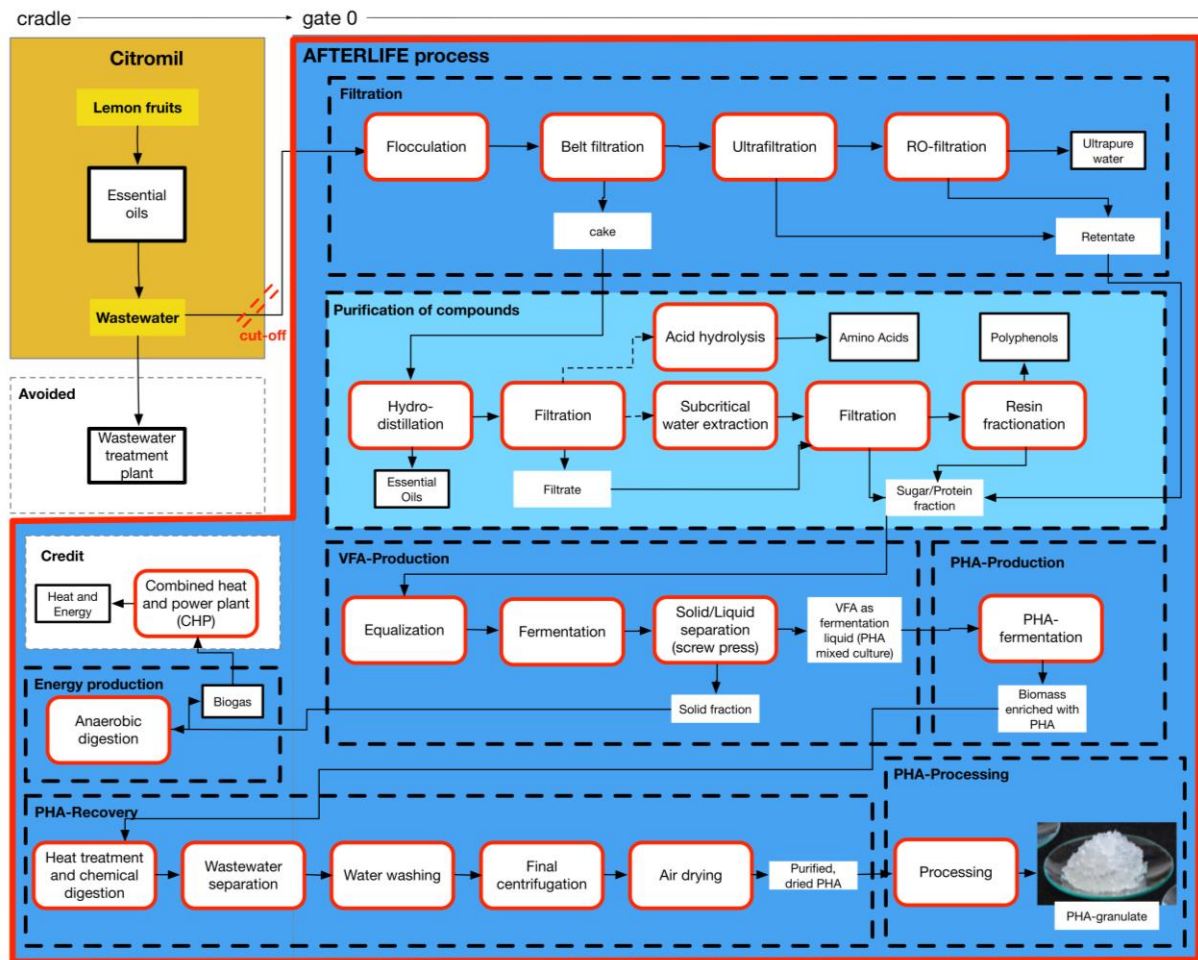 cradle
gate 0
Citromil
Lemon fruits
Essential
oils
Wastewater
cut-off
Avoided
Wastewater
treatment
plant
AFTERLIFE process
Filtration
Flocculation
Belt filtration
Ultrafiltration
RO-filtration
Ultrapure
water
cake
Retentate
Purification of compounds
Acid hydrolysis
Amino Acids
Polyphenols
Hydro-
distillation
Filtration
Subcritical
water extraction
Filtration
Resin
fractionation
Essential
Oils
Filtrate
Sugar/Protein
fraction
Credit
Heat and
Energy
Combined heat
and power plant
(CHP)
VFA-Production
Equalization
Fermentation
Solid/Liquid
separation
(screw press)
VFA as
fermentation
liquid (PHA
mixed culture)
Solid fraction
PHA-Production
PHA-
fermentation
Biomass
enriched with
PHA
Energy production
Anaerobic
digestion
Biogas
PHA-Recovery
Heat treatment
and chemical
digestion
Wastewater
separation
Water washing
Final
centrifugation
Air drying
Purified,
dried PHA
PHA-Processing
Processing
PHA-granulate